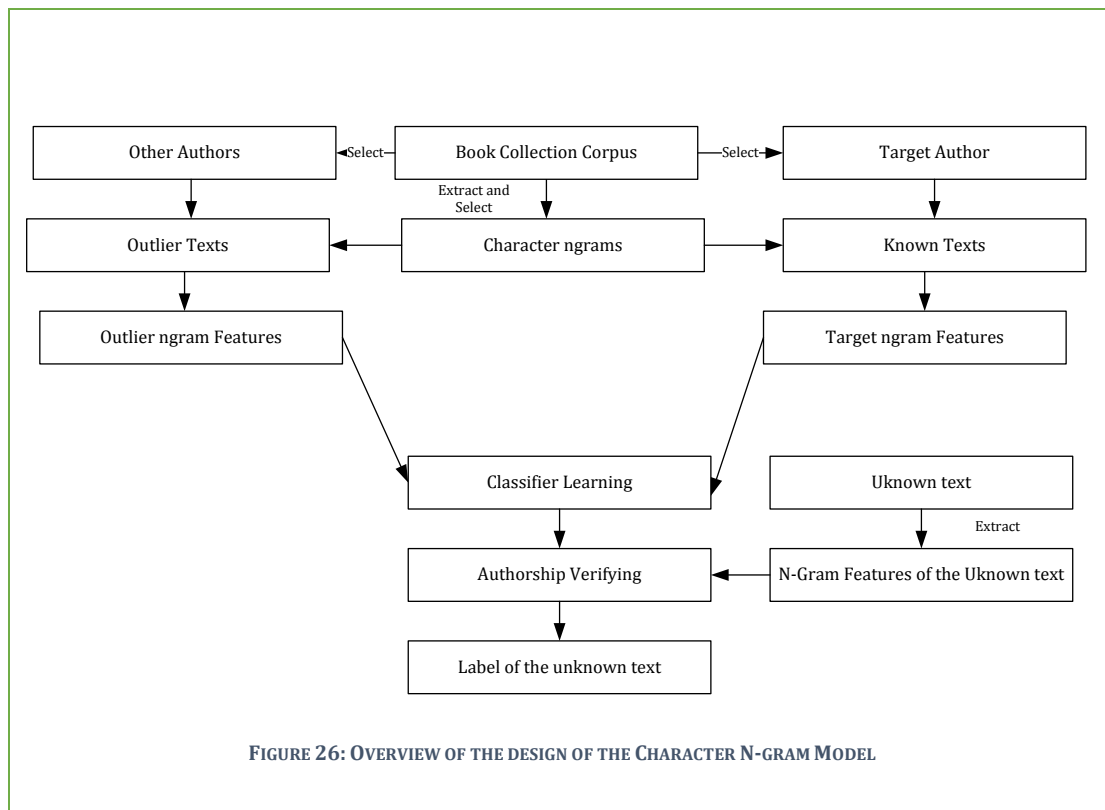 Other Authors
Select
Book Collection Corpus
Select
Target Author
Extract and
Select
Outlier Texts
Character ngrams
Known Texts
Outlier ngram Features
Target ngram Features
Classifier Learning
Uknown text
Extract
Authorship Verifying
N-Gram Features of the Uknown text
Label of the unknown text
FIGURE 26: OVERVIEW OF THE DESIGN OF THE CHARACTER N-GRAM MODEL